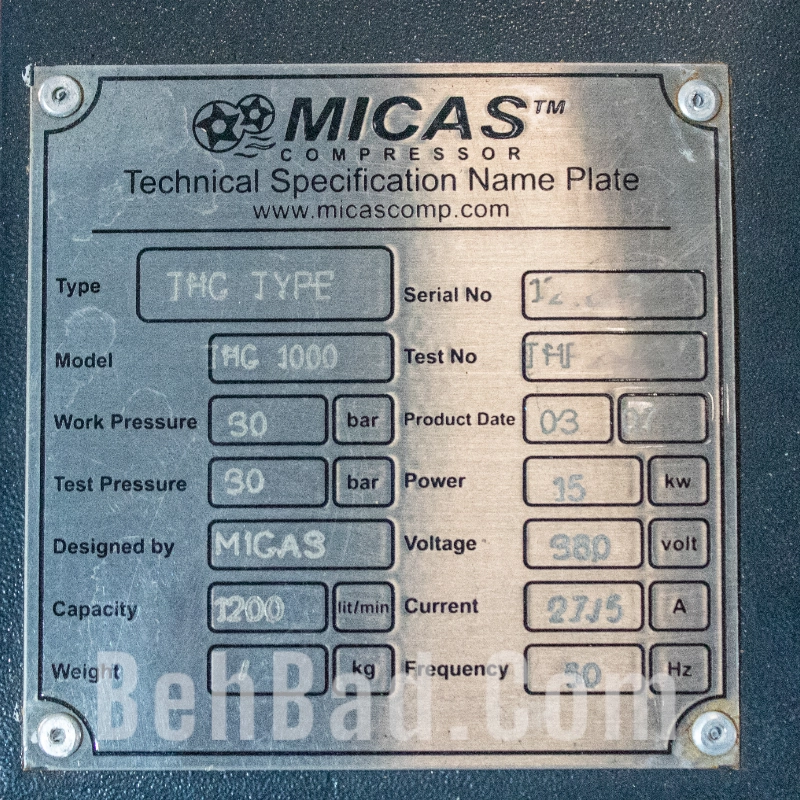 MICAS™
COMPRESSOR
Technical Specification Name Plate
www.micascomp.com
Type TMC TYPE Serial No
Model TMC 1000 Test No
Work Pressure 30 bar Product Date 03
Test Pressure 30 bar Power 15 kw
Designed by MICAS Voltage 380 volt
Capacity 1200 lit/min Current 27/5 A
Weight / kg Frequency 50 Hz
BehBad.Com